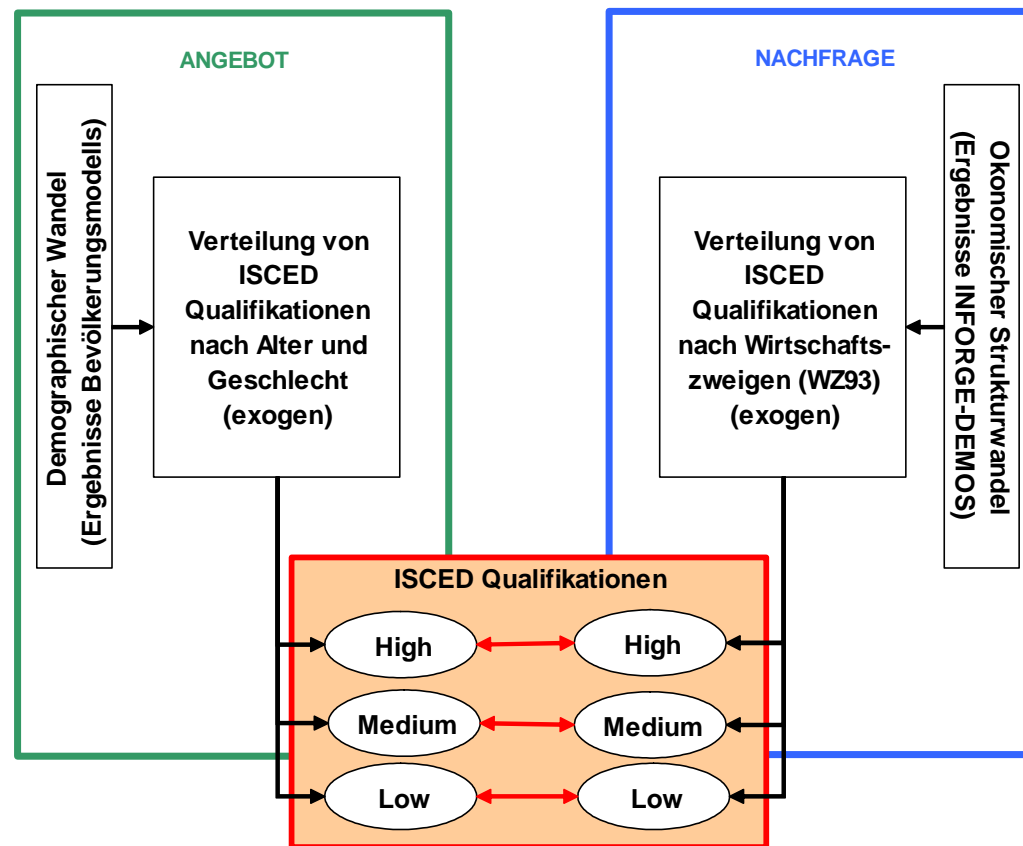 ANGEBOT
Demographischer Wandel
(Ergebnisse Bevölkerungsmodells)
Verteilung von
ISCED
Qualifikationen
nach Alter und
Geschlecht
(exogen)
NACHFRAGE
Verteilung von
ISCED
Qualifikationen
nach Wirtschafts-
zweigen (WZ93)
(exogen)
Ökonomischer Strukturwandel
(Ergebnisse INFORGE-DEMOS)
ISCED Qualifikationen
High High
Medium Medium
Low Low